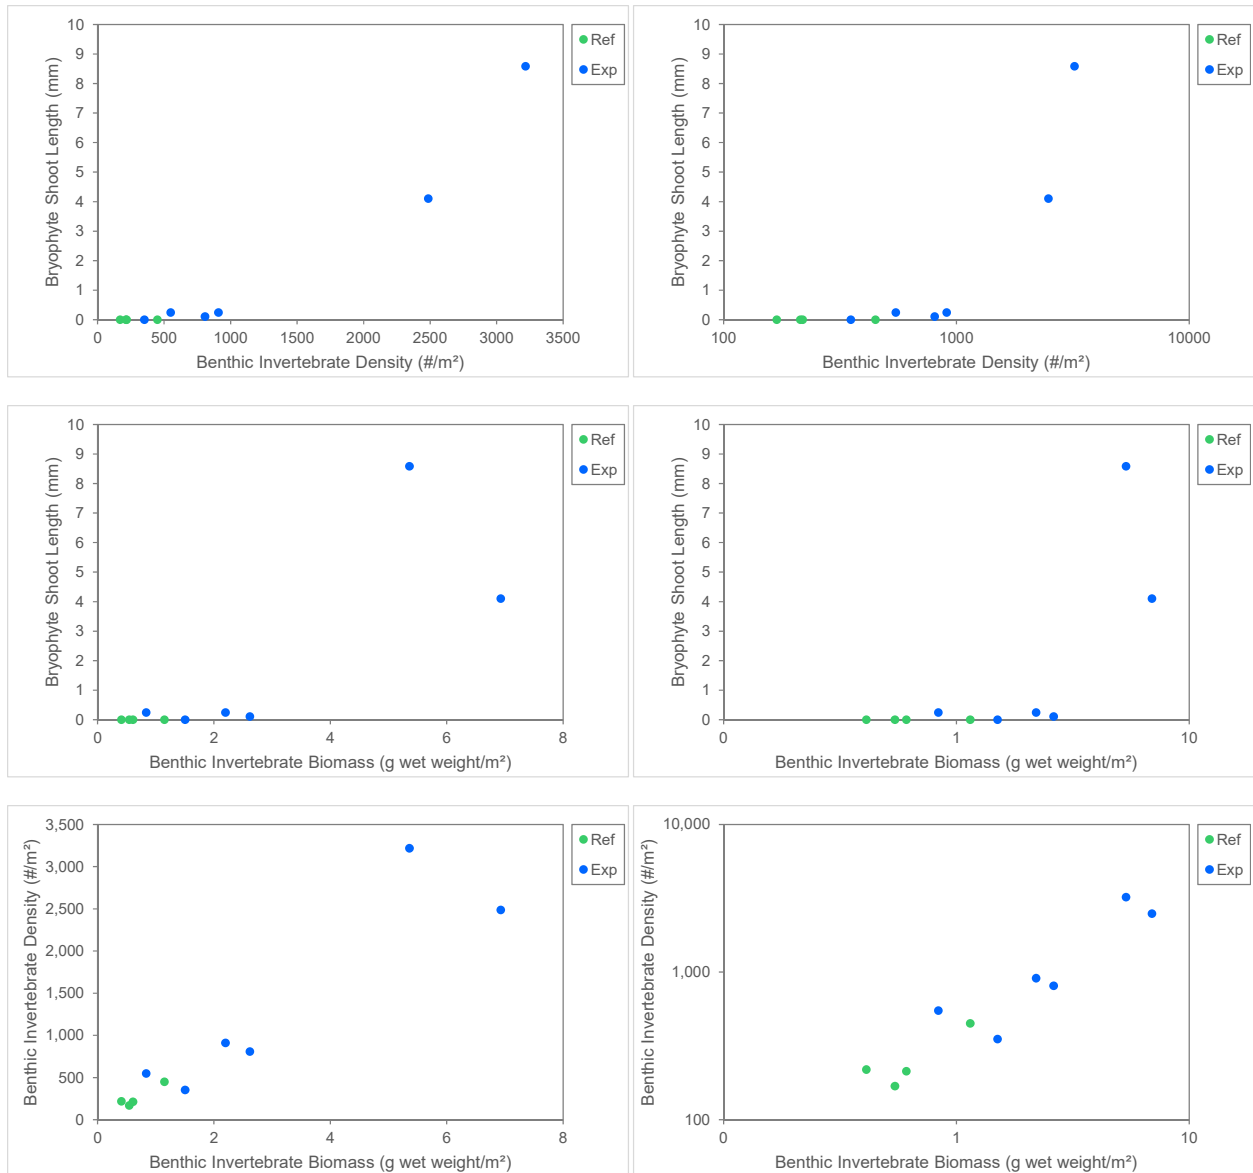 10
9
8
7
6
5
4
3
2
1
0
Bryophyte Shoot Length (mm)
0 500 1000 1500 2000 2500 3000 3500
Benthic Invertebrate Density (#/m²)
Ref
Exp
10
9
8
7
6
5
4
3
2
1
0
Bryophyte Shoot Length (mm)
100 1000 10000
Benthic Invertebrate Density (#/m²)
Ref
Exp
10
9
8
7
6
5
4
3
2
1
0
Bryophyte Shoot Length (mm)
0 2 4 6 8
Benthic Invertebrate Biomass (g wet weight/m²)
Ref
Exp
10
9
8
7
6
5
4
3
2
1
0
Bryophyte Shoot Length (mm)
0 1 10
Benthic Invertebrate Biomass (g wet weight/m²)
Ref
Exp
3,500
3,000
2,500
2,000
1,500
1,000
500
0
Benthic Invertebrate Density (#/m²)
0 2 4 6 8
Benthic Invertebrate Biomass (g wet weight/m²)
Ref
Exp
10,000
1,000
100
Benthic Invertebrate Density (#/m²)
0 1 10
Benthic Invertebrate Biomass (g wet weight/m²)
Ref
Exp